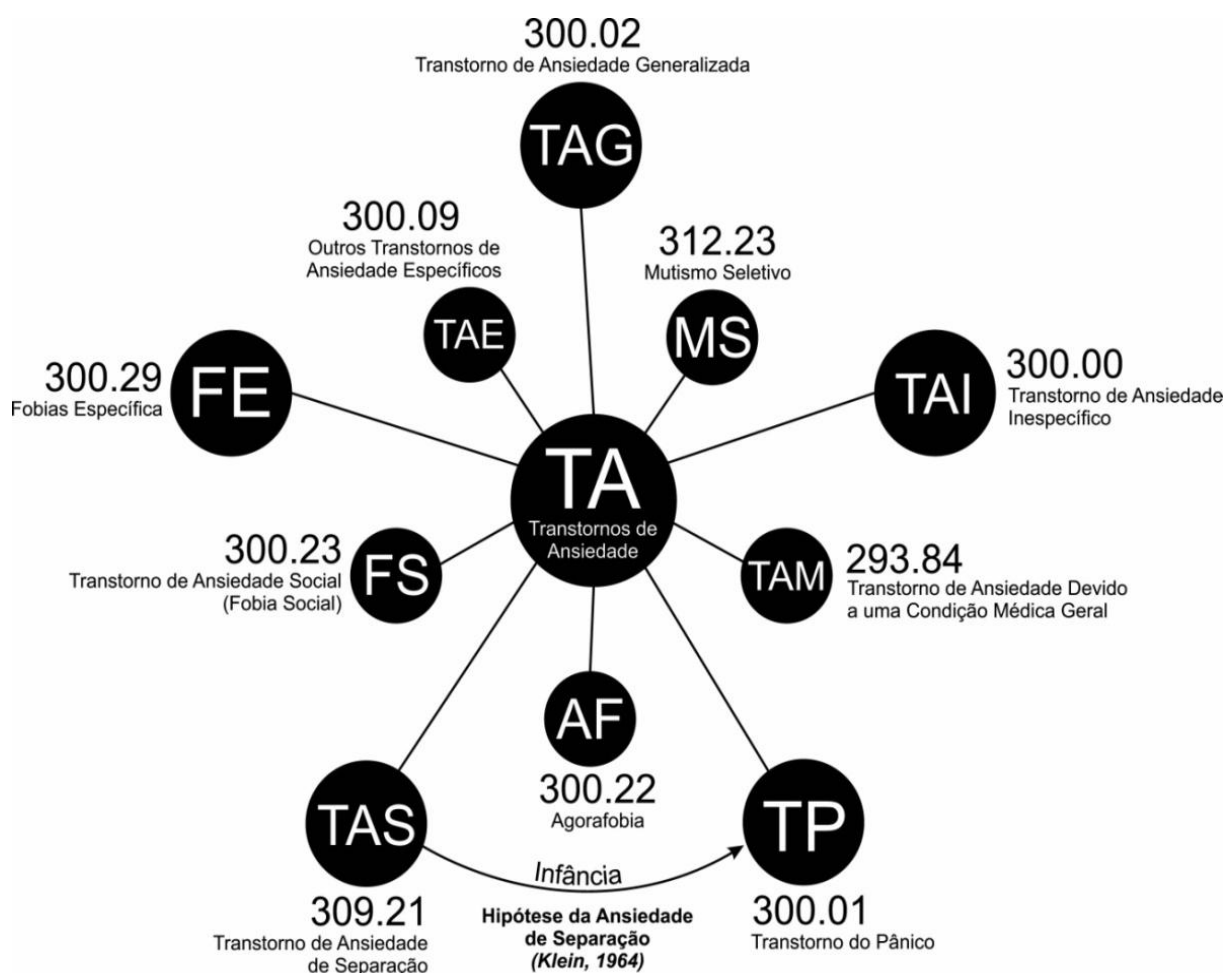 300.02
Transtorno de Ansiedade Generalizada
TAG
300.09
Outros Transtornos de
Ansiedade Específicos
TAE
312.23
Mutismo Seletivo
MS
300.29
Fobias Específica
FE
TAI
300.00
Transtorno de Ansiedade
Inespecífico
TA
Transtornos de
Ansiedade
300.23
Transtorno de Ansiedade Social
(Fobia Social)
FS
TAM
293.84
Transtorno de Ansiedade Devido
a uma Condição Médica Geral
AF
300.22
Agorafobia
TAS
309.21
Transtorno de Ansiedade
de Separação
Infância
Hipótese da Ansiedade
de Separação
(Klein, 1964)
TP
300.01
Transtorno do Pânico